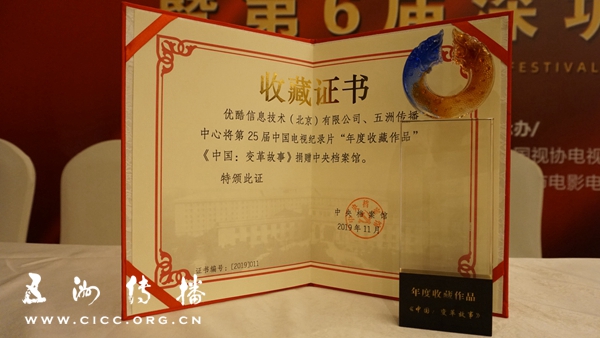 暨第6届深圳
FESTIVAL
收藏证书
优酷信息技术（北京）有限公司、五洲传播
中心将第25届中国电视纪录片“年度收藏作品”
《中国：变革故事》捐赠中央档案馆。
特颁此证
中央档案馆
2019年11月
证书编号：〔2019〕011
年度收藏作品
《中国：变革故事》
办/
国视协电视
市电影电
五洲传播
WWW.CICC.ORG.CN